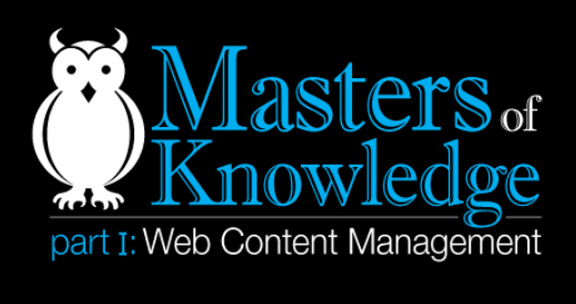 Masters of
Knowledge
part I: Web Content Management